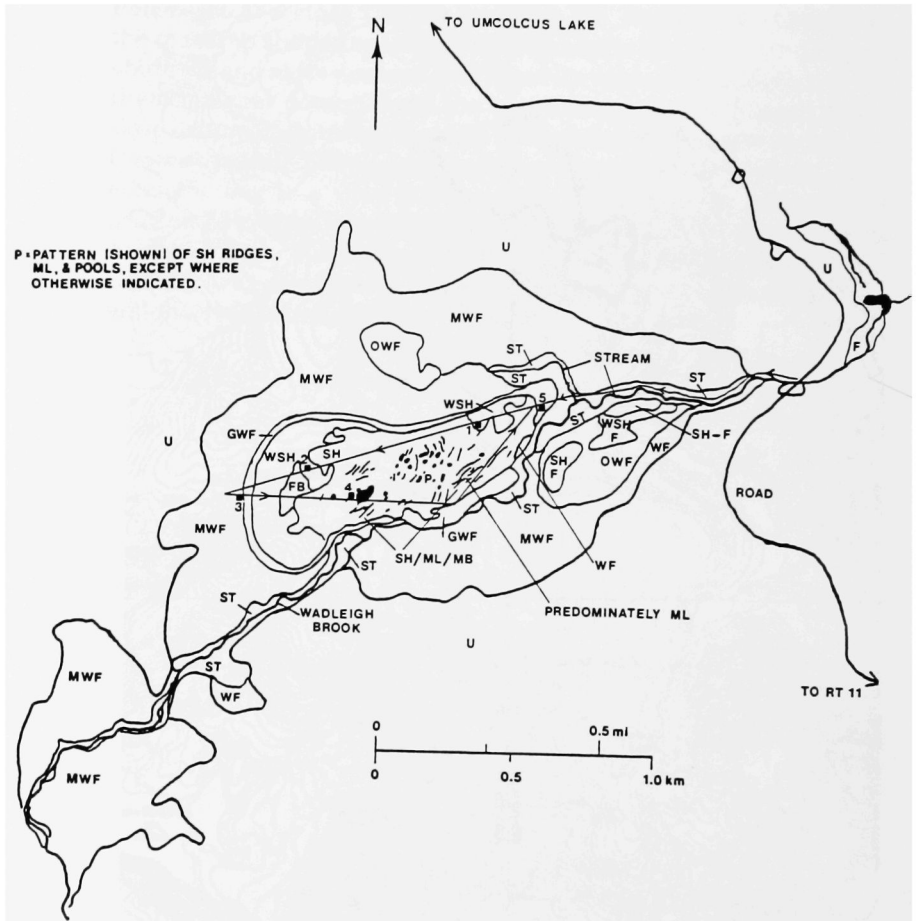 TO UMCOLCUS LAKE
N
P = PATTERN (SHOWN) OF SH RIDGES,
ML, & POOLS, EXCEPT WHERE
OTHERWISE INDICATED.
U
U
MWF
F
OWF
ST
STREAM
ST
MWF
ST
WSH
5
ST
1
WSH
F
SH-F
GWF
U
SH
WSH
2
SH
F
OWF
WF
P
FB
4
3
ST
ROAD
MWF
GWF
MWF
SH/ML/MB
ST
WF
ST
WADLEIGH
BROOK
PREDOMINATELY ML
U
MWF
ST
WF
TO RT 11
0
0.5 mi
MWF
0
0.5
1.0 km